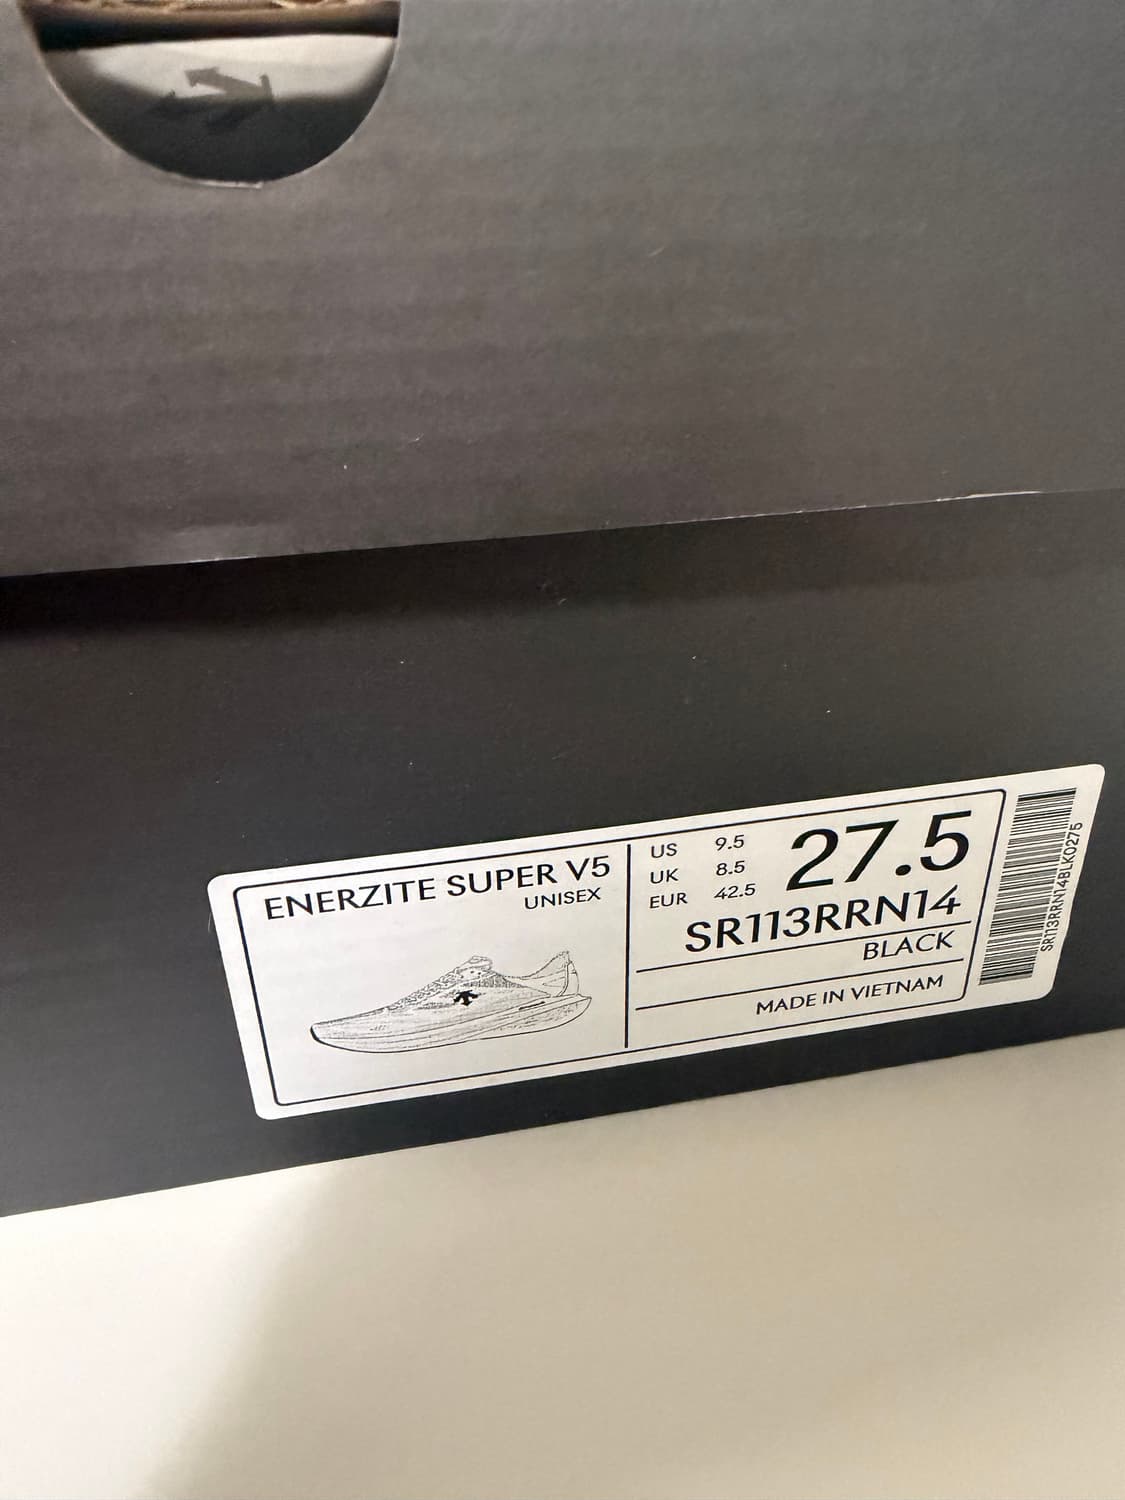 ENERZITE SUPER V5
UNISEX
US 9.5
UK 8.5
EUR 42.5
27.5
SR113RRN14
BLACK
MADE IN VIETNAM
SR113RRN14BLK0275